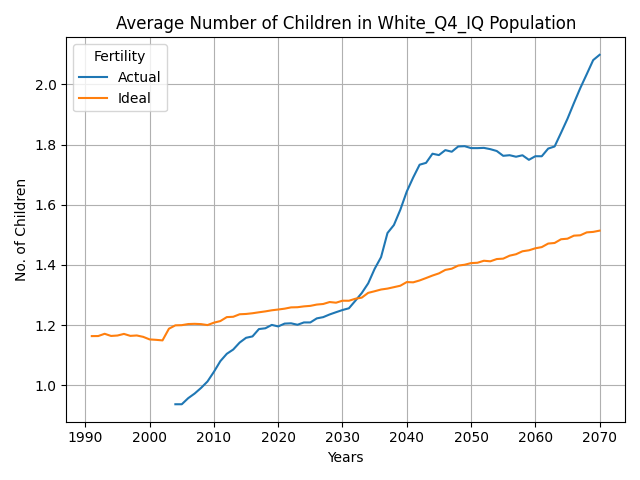 Average Number of Children in White_Q4_IQ Population
Fertility
Actual
Ideal
No. of Children
2.0
1.8
1.6
1.4
1.2
1.0
1990 2000 2010 2020 2030 2040 2050 2060 2070
Years